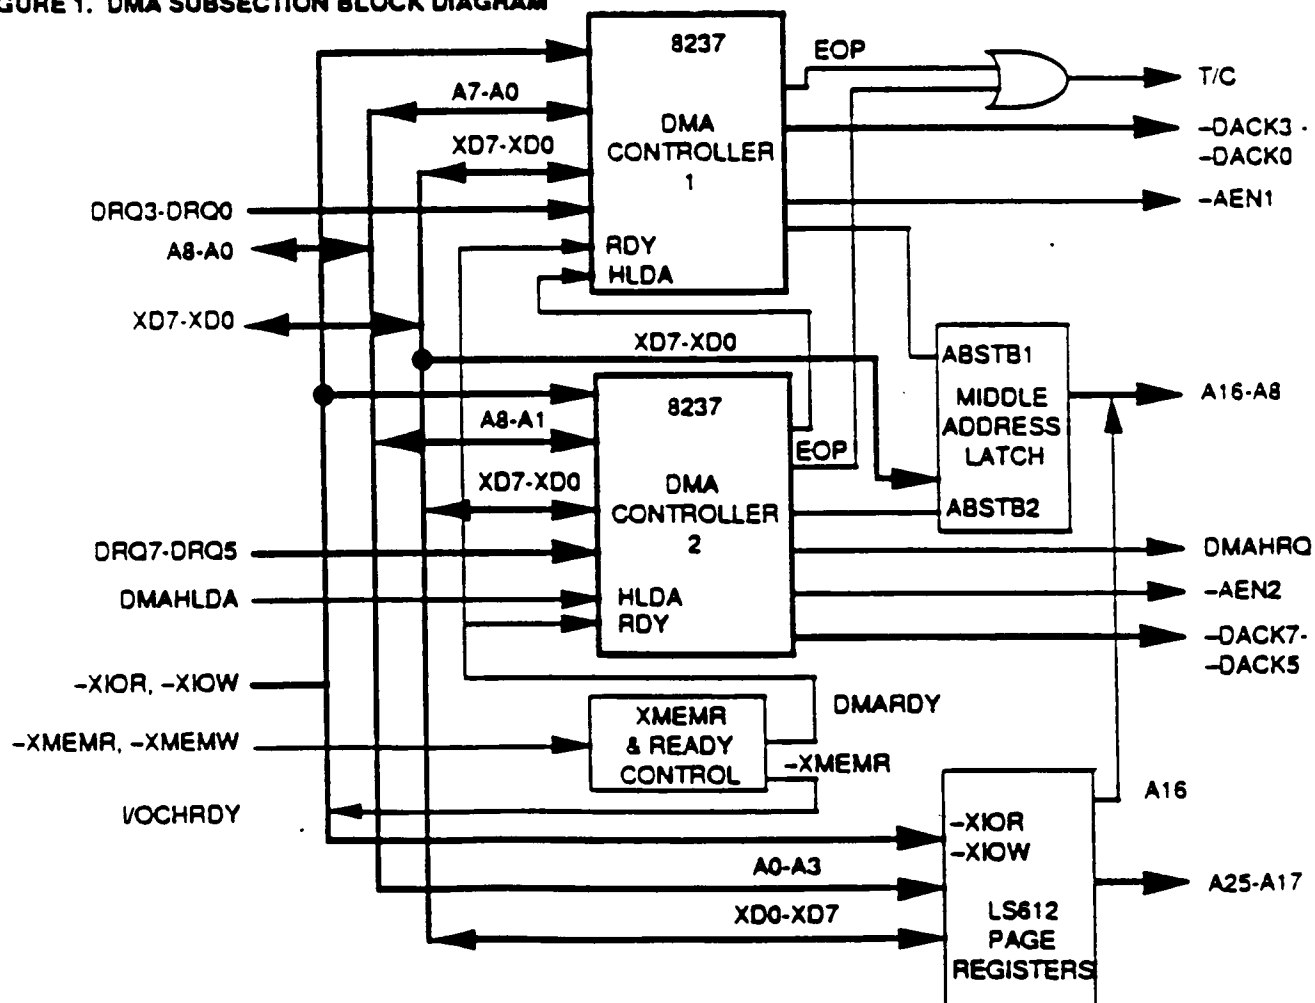 GURE 1. DMA SUBSECTION BLOCK DIAGRAM
8237
DMA
CONTROLLER
1
RDY
HLDA
EOP
T/C
-DACK3 -
-DACK0
-AEN1
A7-A0
XD7-XD0
DRQ3-DRQ0
A8-A0
XD7-XD0
XD7-XD0
ABSTB1
MIDDLE
ADDRESS
LATCH
ABSTB2
A16-A8
8237
DMA
CONTROLLER
2
HLDA
RDY
EOP
A8-A1
XD7-XD0
DRQ7-DRQ5
DMAHLDA
DMAHRQ
-AEN2
-DACK7-
-DACK5
-XIOR, -XIOW
-XMEMR, -XMEMW
I/OCHRDY
XMEMR
& READY
CONTROL
DMARDY
-XMEMR
A16
-XIOR
-XIOW
LS612
PAGE
REGISTERS
A0-A3
XD0-XD7
A25-A17